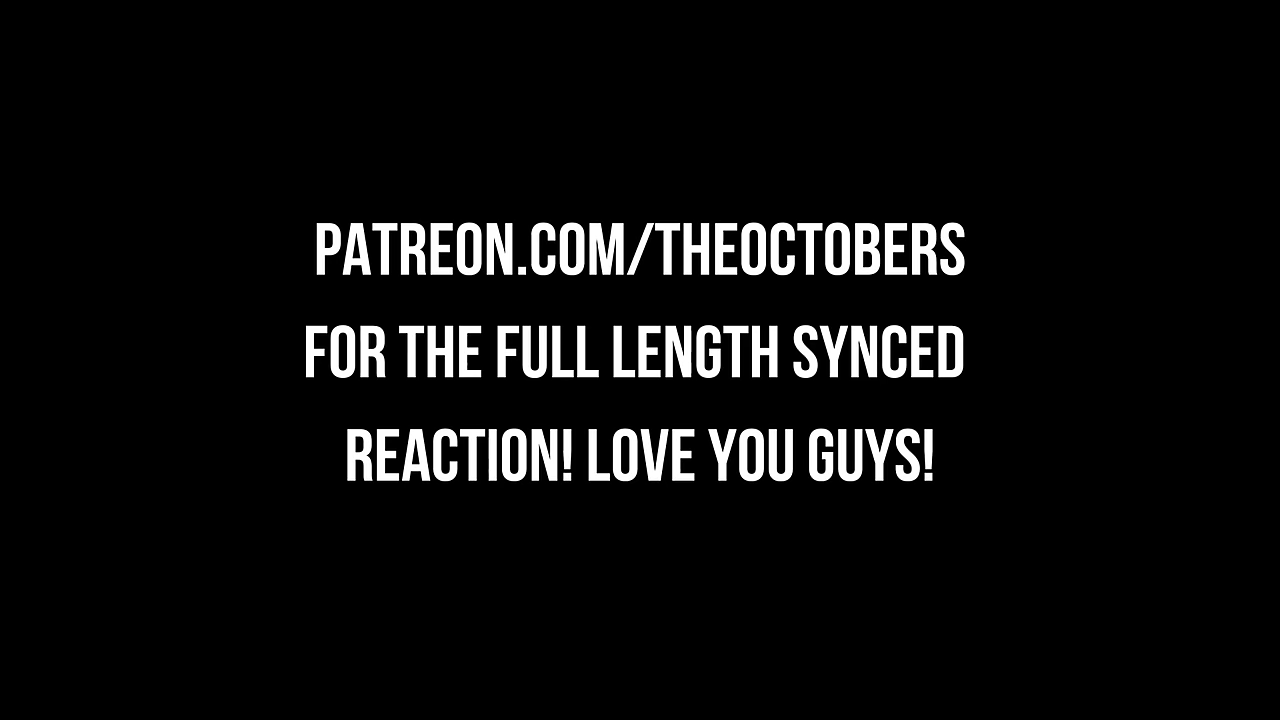 PATREON.COM/THEOCTOBERS
FOR THE FULL LENGTH SYNCED
REACTION! LOVE YOU GUYS!